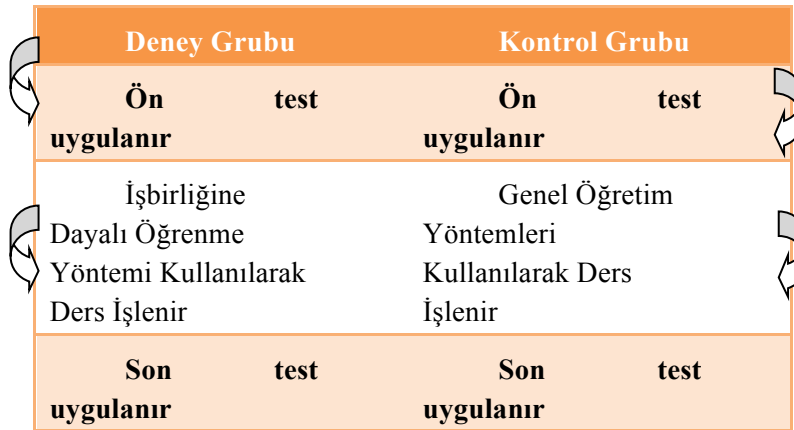 Deney Grubu
Kontrol Grubu
Ön test
uygulanır
Ön test
uygulanır
İşbirliğine
Dayalı Öğrenme
Yöntemi Kullanılarak
Ders İşlenir
Genel Öğretim
Yöntemleri
Kullanılarak Ders
İşlenir
Son test
uygulanır
Son test
uygulanır